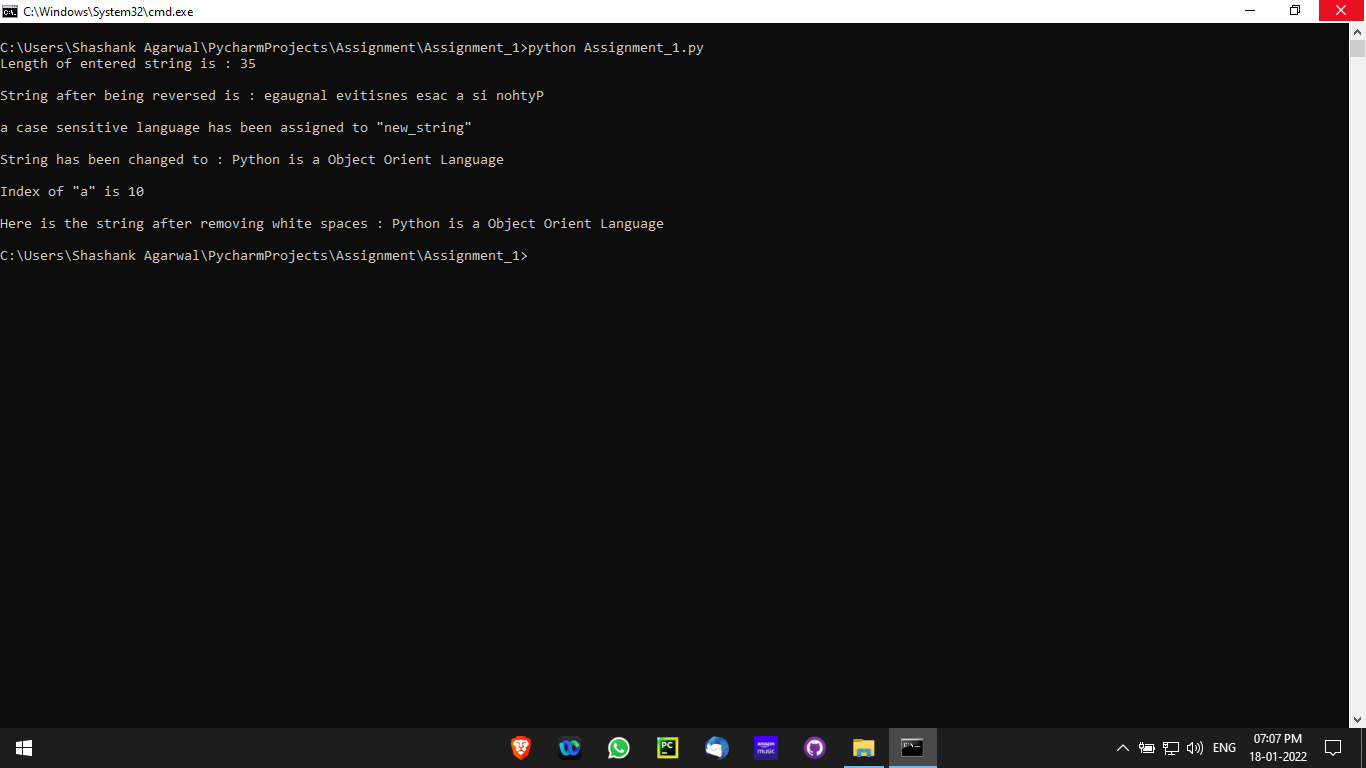 C:\Windows\System32\cmd.exe
C:\Users\Shashank Agarwal\PycharmProjects\Assignment\Assignment_1>python Assignment_1.py
Length of entered string is : 35
String after being reversed is : egaugnal evitisnes esac a si nohtyP
a case sensitive language has been assigned to "new_string"
String has been changed to : Python is a Object Orient Language
Index of "a" is 10
Here is the string after removing white spaces : Python is a Object Orient Language
C:\Users\Shashank Agarwal\PycharmProjects\Assignment\Assignment_1>
PC
amazon music
ENG
07:07 PM
18-01-2022